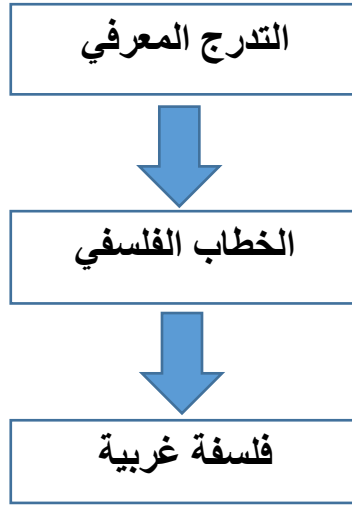 التدرج المعرفي
الخطاب الفلسفي
فلسفة غربية